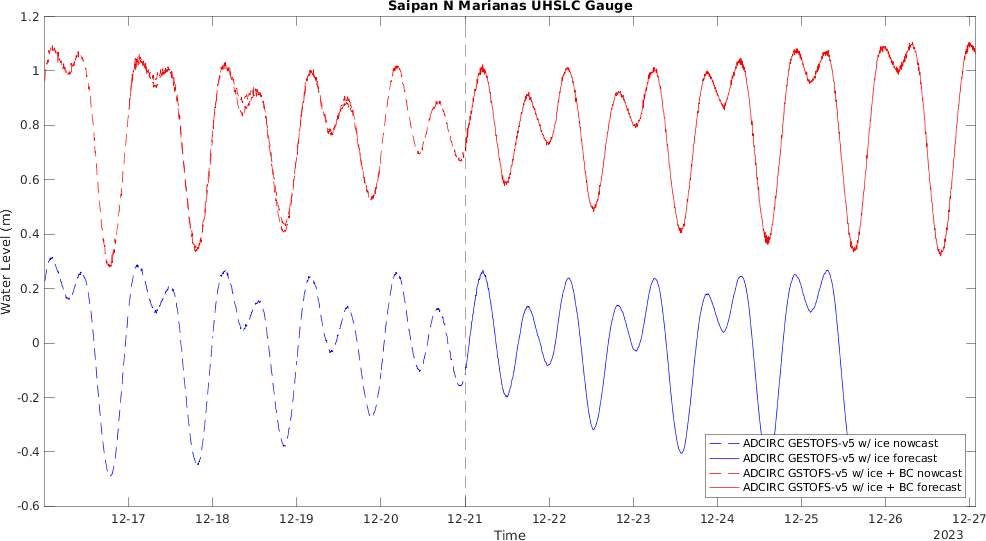 Saipan N Marianas UHSLC Gauge
1.2
1
0.8
0.6
0.4
0.2
0
-0.2
-0.4
-0.6
Water Level (m)
ADCIRC GESTOFS-v5 w/ ice nowcast
ADCIRC GESTOFS-v5 w/ ice forecast
ADCIRC GSTOFS-v5 w/ ice + BC nowcast
ADCIRC GSTOFS-v5 w/ ice + BC forecast
12-17 12-18 12-19 12-20 12-21 12-22 12-23 12-24 12-25 12-26 12-27
Time
2023